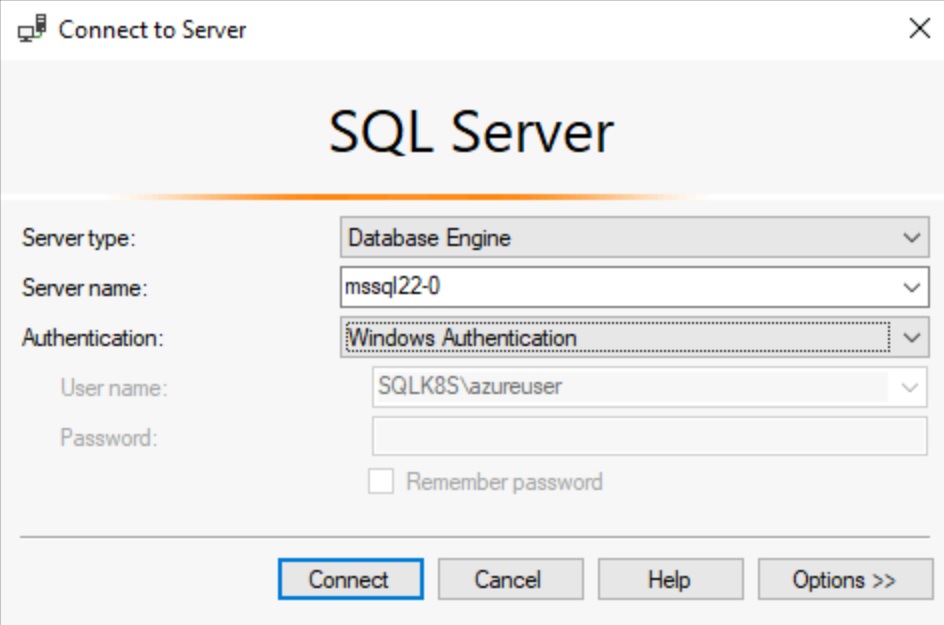 Connect to Server
SQL Server
Server type: Database Engine
Server name: mssql22-0
Authentication: Windows Authentication
User name: SQLK8S\azureuser
Password:
Remember password
Connect Cancel Help Options >>